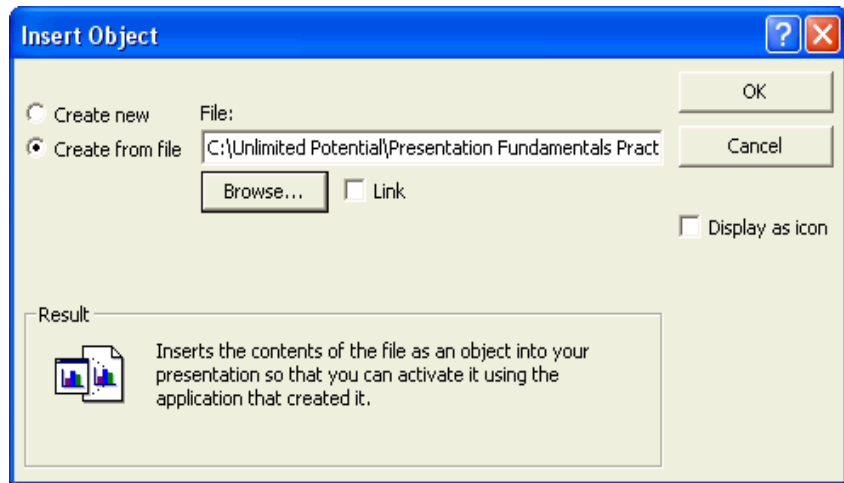 Insert Object
OK
Create new
File:
Create from file
C:\Unlimited Potential\Presentation Fundamentals Pract
Cancel
Browse...
Link
Display as icon
Result
Inserts the contents of the file as an object into your
presentation so that you can activate it using the
application that created it.